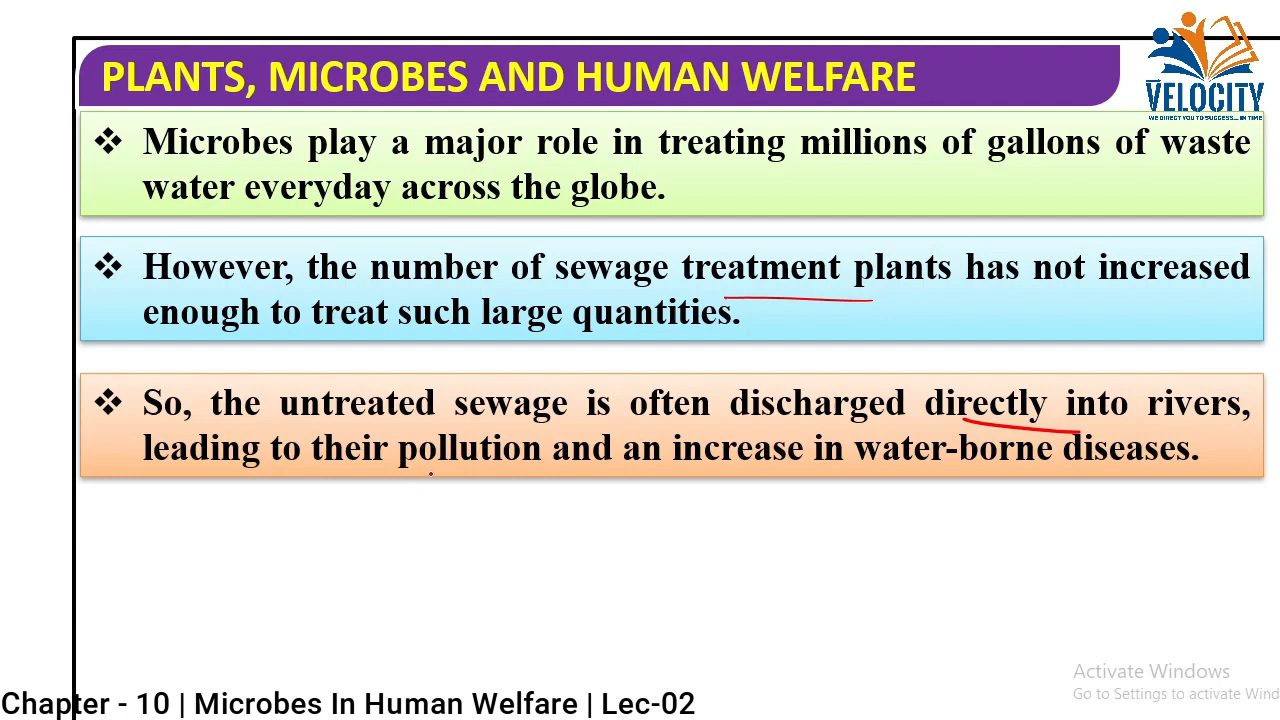 PLANTS, MICROBES AND HUMAN WELFARE
VELOCITY
WE DIRECT YOU TO SUCCESS.... IN TIME
❖ Microbes play a major role in treating millions of gallons of waste
water everyday across the globe.
❖ However, the number of sewage treatment plants has not increased
enough to treat such large quantities.
❖ So, the untreated sewage is often discharged directly into rivers,
leading to their pollution and an increase in water-borne diseases.
Activate Windows
Go to Settings to activate Wind
Chapter - 10 | Microbes In Human Welfare | Lec-02